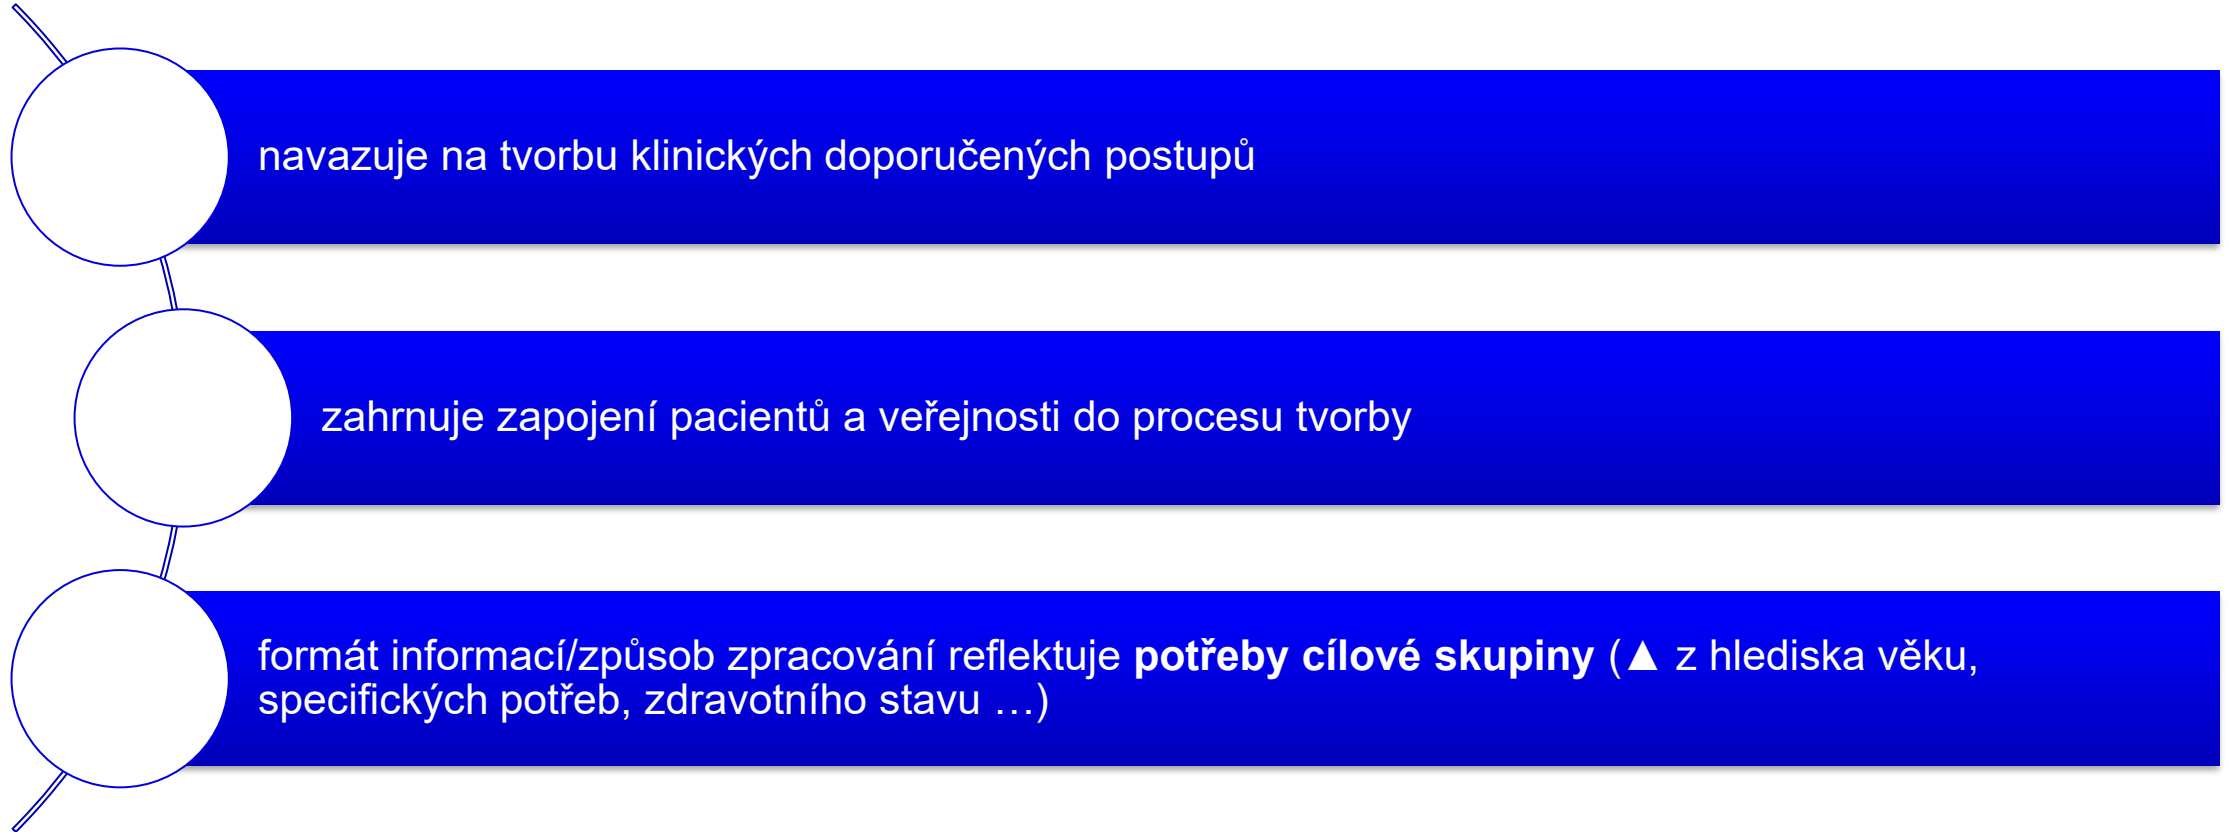 navazuje na tvorbu klinických doporučených postupů
zahrnuje zapojení pacientů a veřejnosti do procesu tvorby
formát informací/způsob zpracování reflektuje potřeby cílové skupiny (▲ z hlediska věku,
specifických potřeb, zdravotního stavu …)